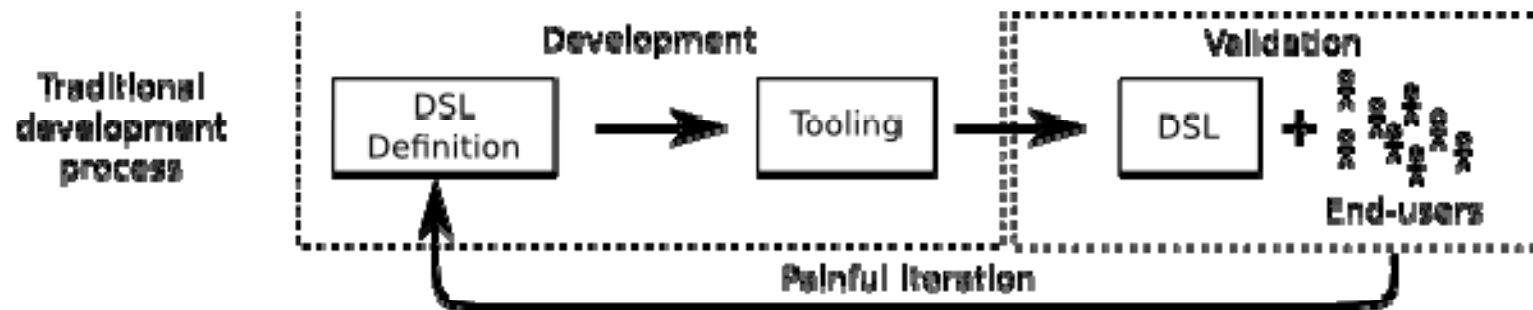 Development
Validation
Traditional
development
process
DSL
Definition
Tooling
DSL
+
End-users
Painful iteration